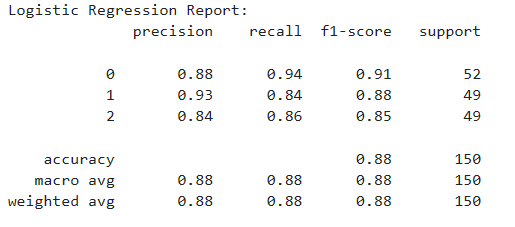 Logistic Regression Report:
precision recall f1-score support
0 0.88 0.94 0.91 52
1 0.93 0.84 0.88 49
2 0.84 0.86 0.85 49
accuracy 0.88 150
macro avg 0.88 0.88 0.88 150
weighted avg 0.88 0.88 0.88 150